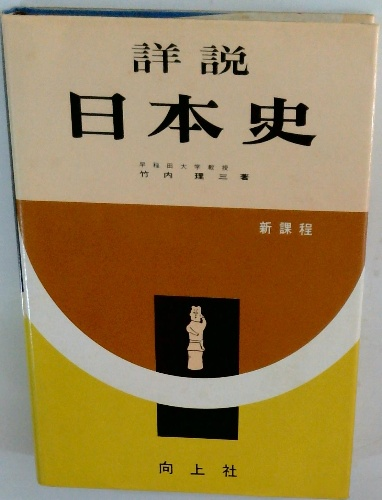 詳説
日本史
早稲田大学教授
竹内理三著
新課程
向上社